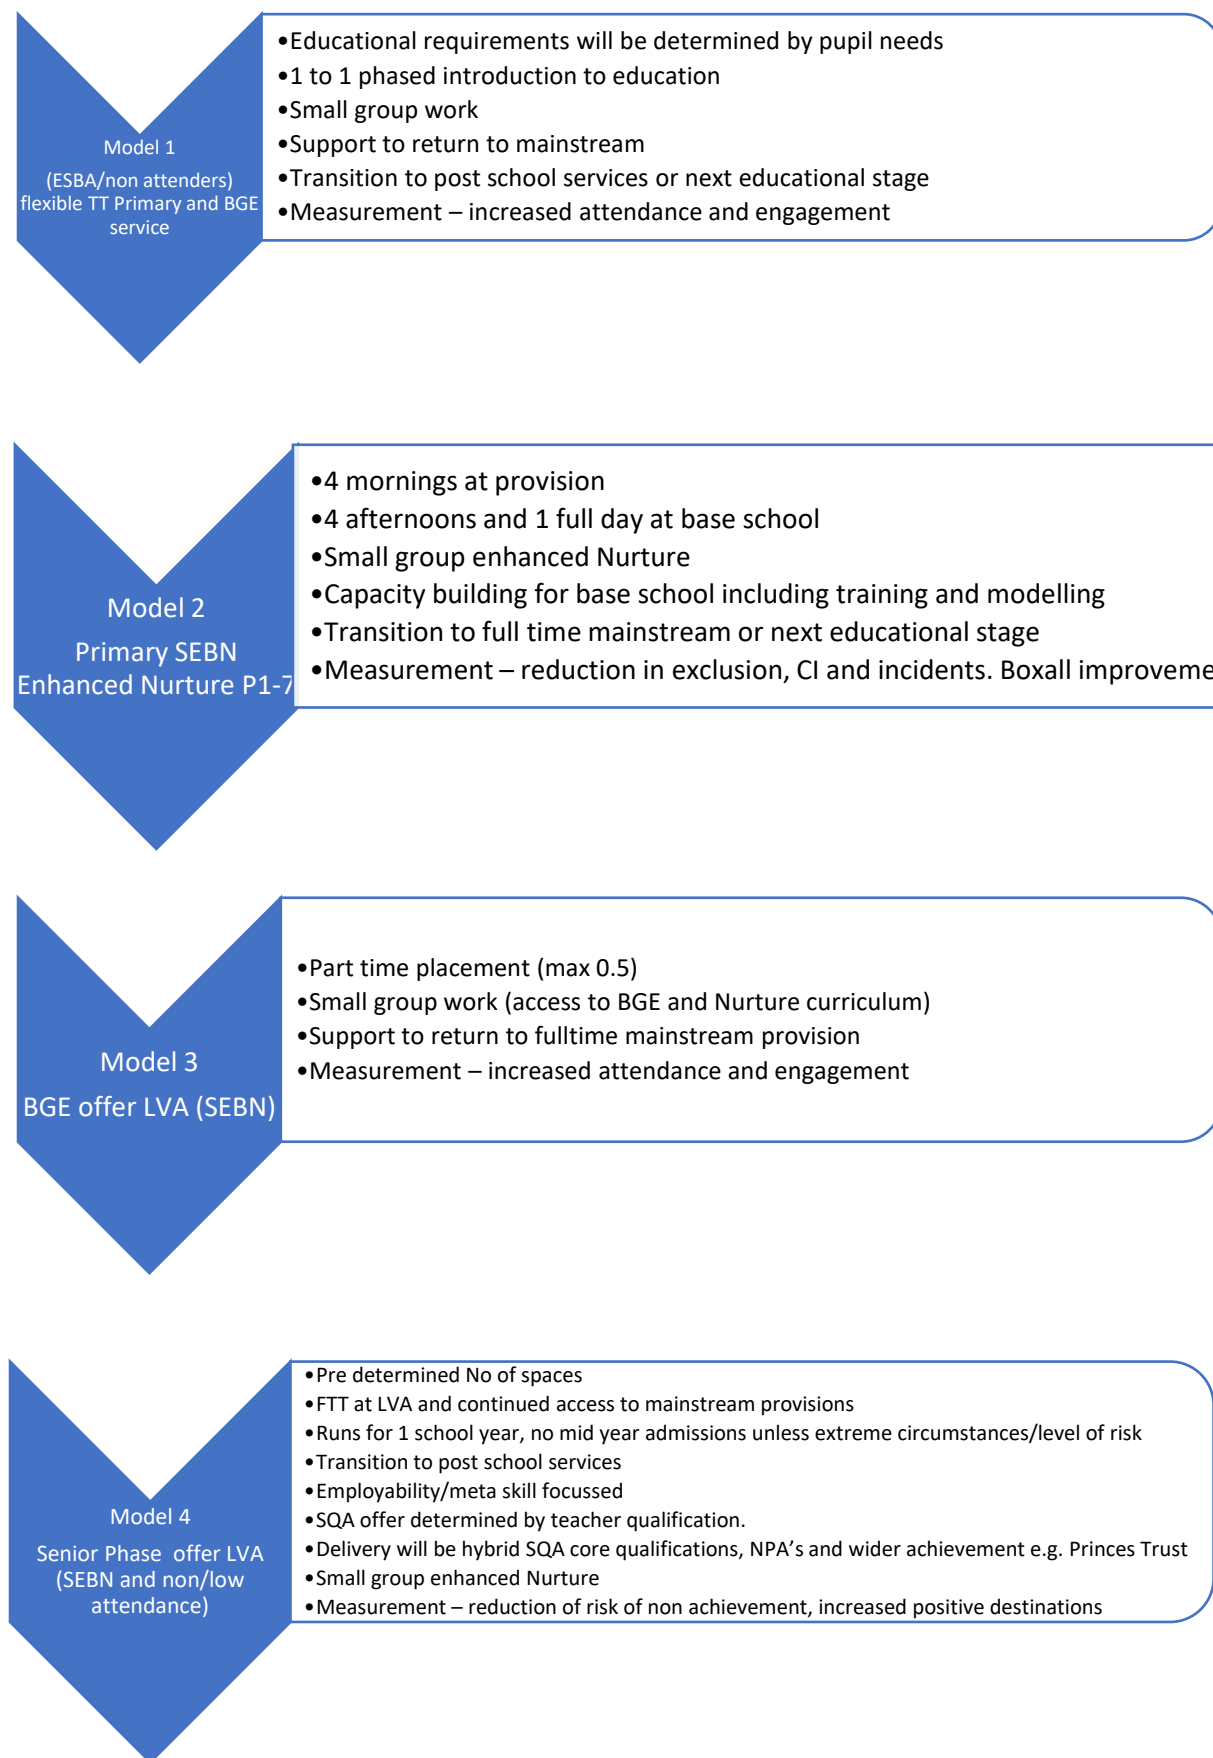 Model 1
(ESBA/non attenders)
flexible TT Primary and BGE
service
•Educational requirements will be determined by pupil needs
•1 to 1 phased introduction to education
•Small group work
•Support to return to mainstream
•Transition to post school services or next educational stage
•Measurement – increased attendance and engagement
Model 2
Primary SEBN
Enhanced Nurture P1-7
•4 mornings at provision
•4 afternoons and 1 full day at base school
•Small group enhanced Nurture
•Capacity building for base school including training and modelling
•Transition to full time mainstream or next educational stage
•Measurement – reduction in exclusion, CI and incidents. Boxall improveme
Model 3
BGE offer LVA (SEBN)
•Part time placement (max 0.5)
•Small group work (access to BGE and Nurture curriculum)
•Support to return to fulltime mainstream provision
•Measurement – increased attendance and engagement
Model 4
Senior Phase offer LVA
(SEBN and non/low
attendance)
•Pre determined No of spaces
•FTT at LVA and continued access to mainstream provisions
•Runs for 1 school year, no mid year admissions unless extreme circumstances/level of risk
•Transition to post school services
•Employability/meta skill focussed
•SQA offer determined by teacher qualification.
•Delivery will be hybrid SQA core qualifications, NPA's and wider achievement e.g. Princes Trust
•Small group enhanced Nurture
•Measurement – reduction of risk of non achievement, increased positive destinations